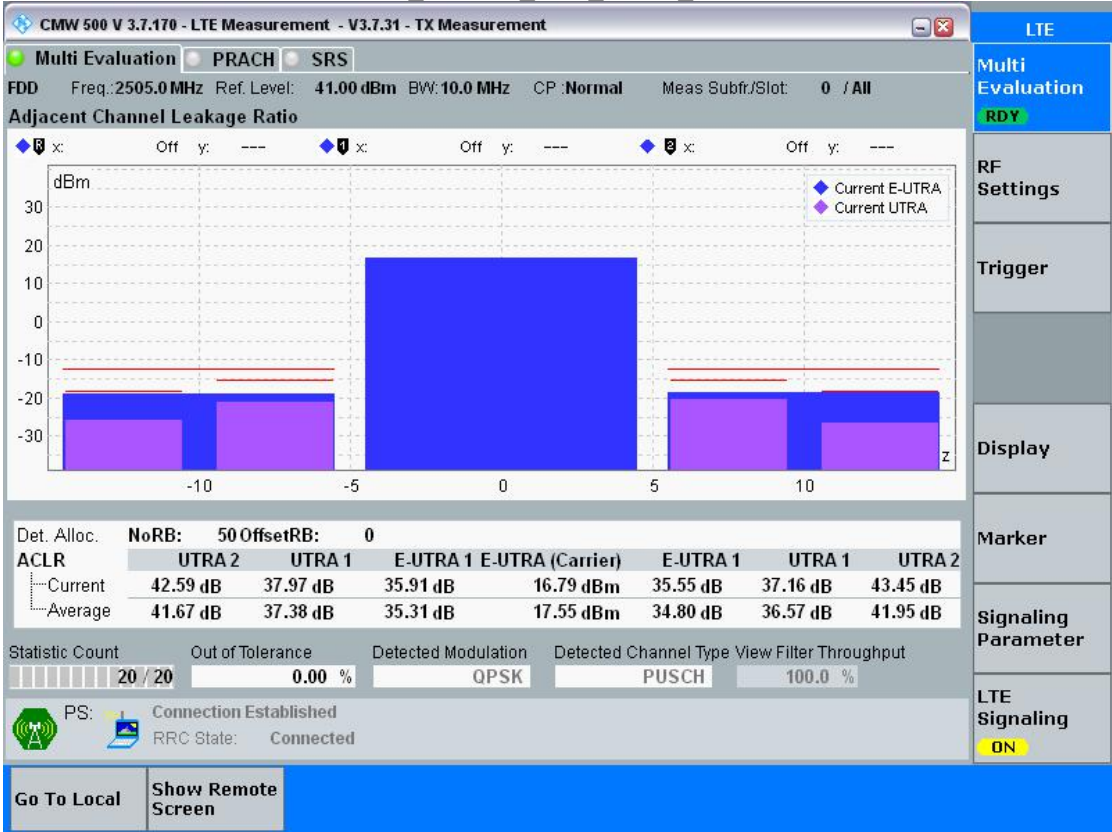 CMW 500 V 3.7.170 - LTE Measurement - V3.7.31 - TX Measurement
LTE
Multi Evaluation PRACH SRS
Multi
Evaluation
RDY
FDD Freq.:2505.0 MHz Ref. Level: 41.00 dBm BW:10.0 MHz CP :Normal Meas Subfr./Slot: 0 / All
Adjacent Channel Leakage Ratio
R x: Off y: --- 1 x: Off y: --- 2 x: Off y: ---
dBm
Current E-UTRA
Current UTRA
30
20
10
0
-10
-20
-30
z
-10 -5 0 5 10
RF
Settings
Trigger
Display
Marker
Signaling
Parameter
LTE
Signaling
ON
Det. Alloc. NoRB: 50 OffsetRB: 0
ACLR UTRA 2 UTRA 1 E-UTRA 1 E-UTRA (Carrier) E-UTRA 1 UTRA 1 UTRA 2
Current 42.59 dB 37.97 dB 35.91 dB 16.79 dBm 35.55 dB 37.16 dB 43.45 dB
Average 41.67 dB 37.38 dB 35.31 dB 17.55 dBm 34.80 dB 36.57 dB 41.95 dB
Statistic Count Out of Tolerance Detected Modulation Detected Channel Type View Filter Throughput
20 / 20 0.00 % QPSK PUSCH 100.0 %
PS: Connection Established
RRC State: Connected
Go To Local
Show Remote
Screen